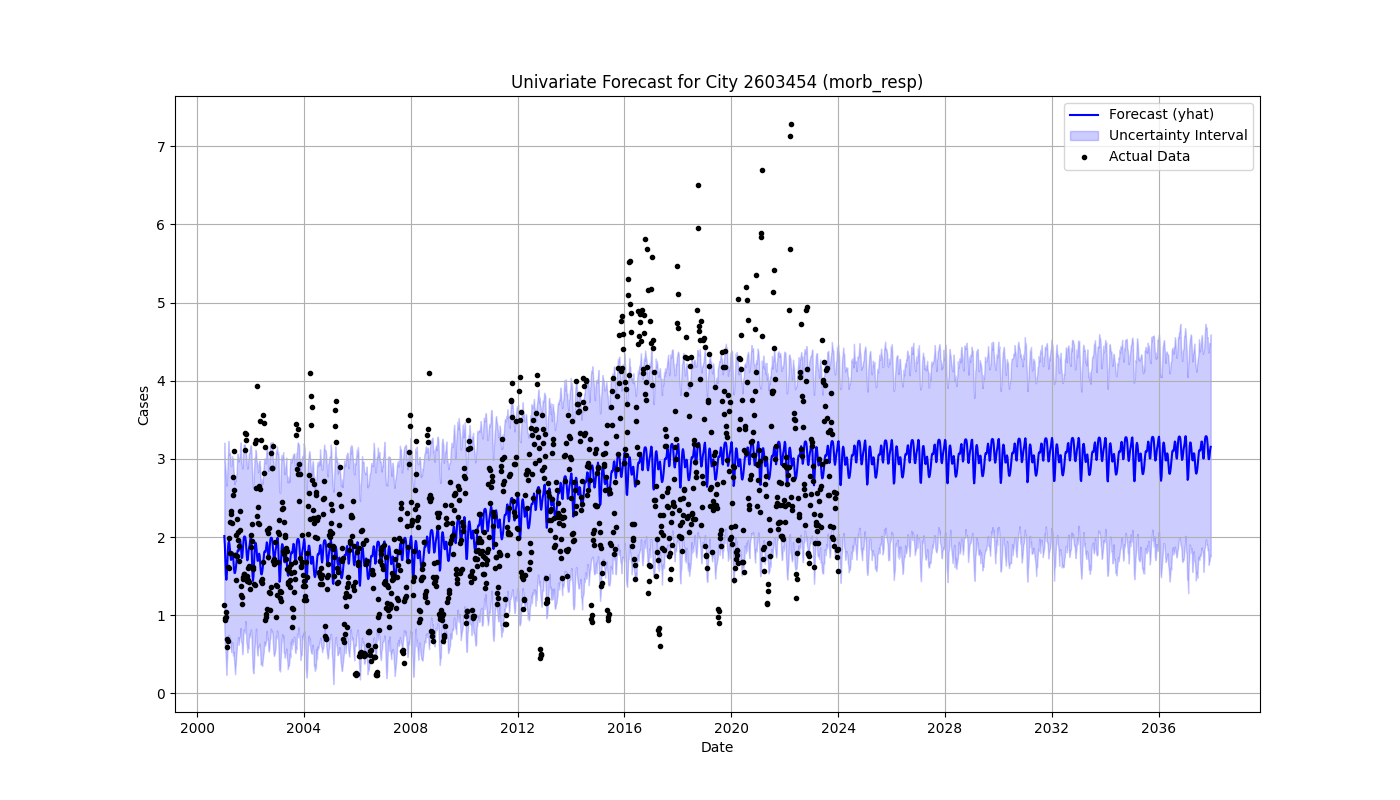 Univariate Forecast for City 2603454 (morb_resp)
Forecast (yhat)
Uncertainty Interval
Actual Data
Cases
7
6
5
4
3
2
1
0
2000 2004 2008 2012 2016 2020 2024 2028 2032 2036
Date